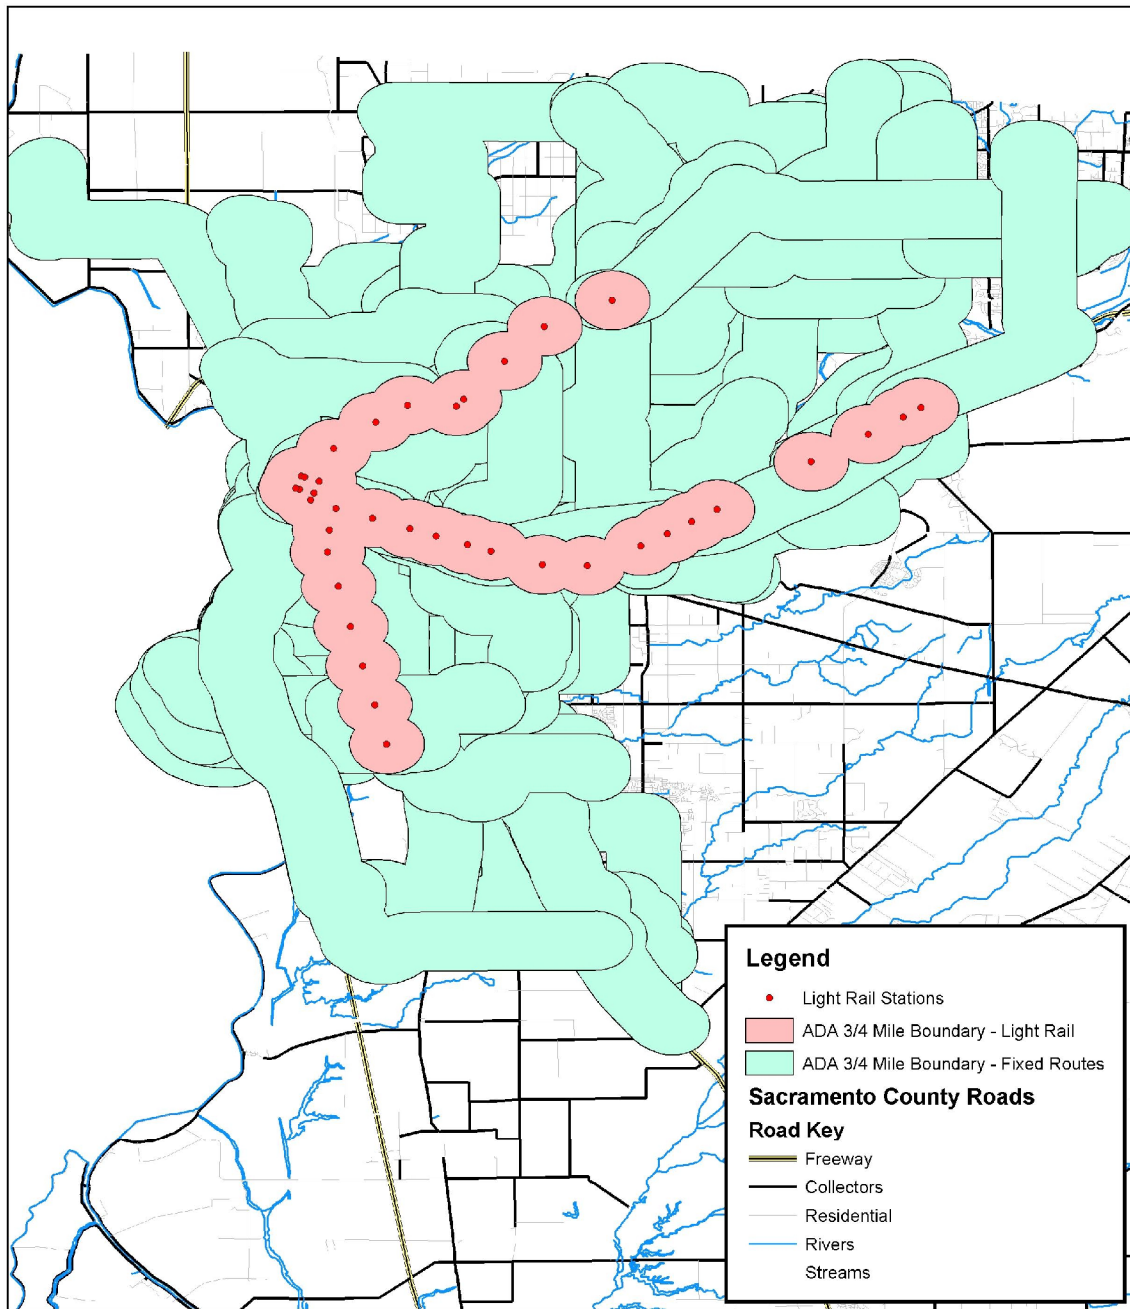 Legend
Light Rail Stations
ADA 3/4 Mile Boundary - Light Rail
ADA 3/4 Mile Boundary - Fixed Routes
Sacramento County Roads
Road Key
Freeway
Collectors
Residential
Rivers
Streams